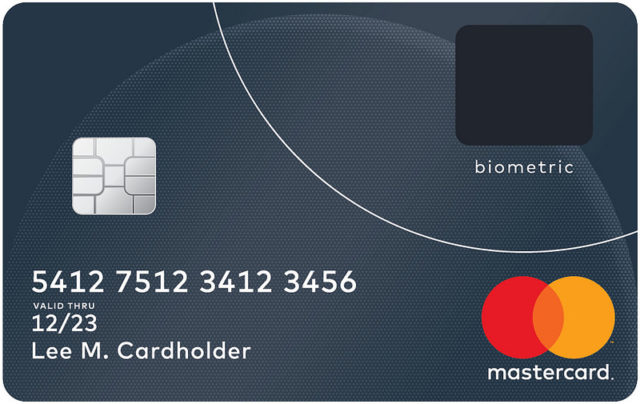 biometric
5412 7512 3412 3456
VALID THRU
12/23
Lee M. Cardholder
mastercard.